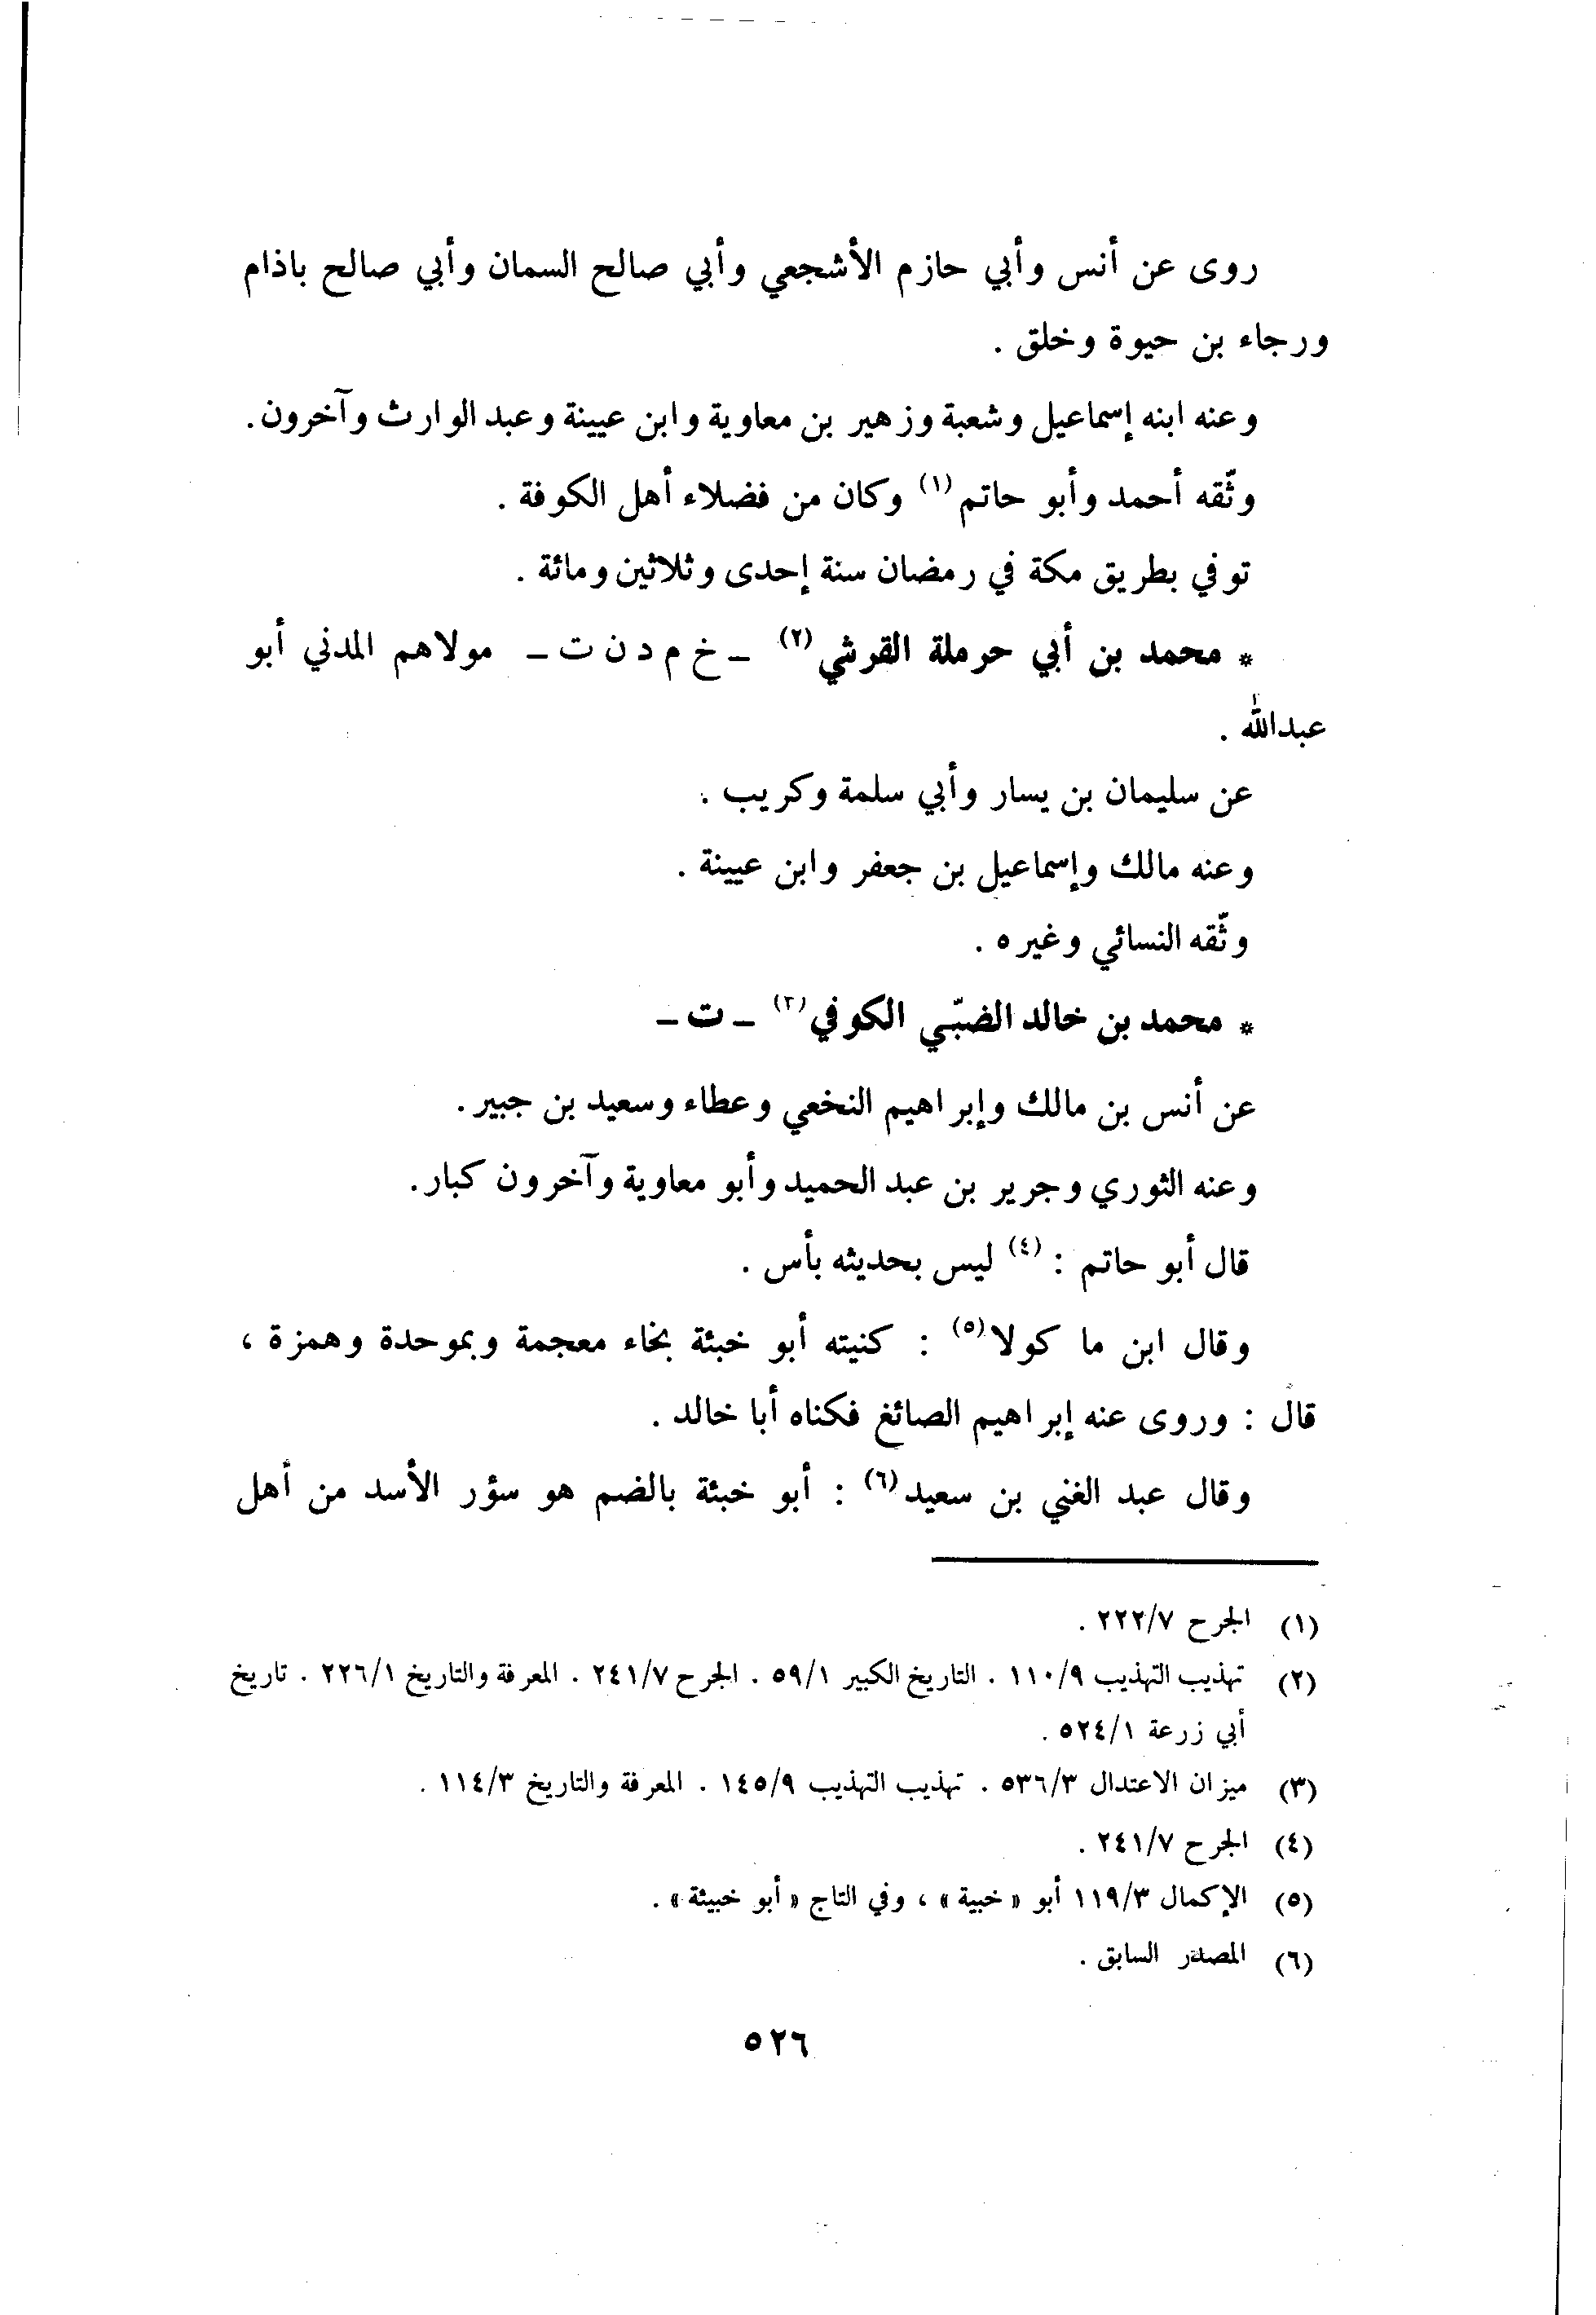 روى عن أنس وأبي حازم الأشجعي وأبي صالح السمان وأبي صالح باذام
ورجاء بن حيوة وخلق .
وعنه ابنه إسماعيل وشعبة وزهير بن معاوية وابن عيينة وعبد الوارث وآخرون.
وثّقه أحمد وأبو حاتم (١) وكان من فضلاء أهل الكوفة .
توفي بطريق مكة في رمضان سنة إحدى وثلاثين ومائة .
* محمد بن أبي حرملة القرشي (٢) ـ خ م د ن ت ـ مولاهم المدني أبو
عبدالله .
عن سليمان بن يسار وأبي سلمة وكريب .
وعنه مالك وإسماعيل بن جعفر وابن عيينة .
وثّقه النسائي وغيره .
* محمد بن خالد الضبّي الكوفي (٣) ـ ت ـ
عن أنس بن مالك وإبراهيم النخعي وعطاء وسعيد بن جبير.
وعنه الثوري وجرير بن عبد الحميد وأبو معاوية وآخرون كبار.
قال أبو حاتم : (٤) ليس بحديثه بأس .
وقال ابن ما كولا (٥) : كنيته أبو خبئة بخاء معجمة وبموحدة وهمزة ،
قال : وروى عنه إبراهيم الصائغ فكناه أبا خالد .
وقال عبد الغني بن سعيد (٦) : أبو خبئة بالضم هو سؤر الأسد من أهل
(١) الجرح ٢٢٢/٧ .
(٢) تهذيب التهذيب ١١٠/٩ . التاريخ الكبير ٥٩/١ . الجرح ٢٤١/٧ . المعرفة والتاريخ ٢٢٦/١ . تاريخ
أبي زرعة ٥٢٤/١ .
(٣) ميزان الاعتدال ٥٣٦/٣ . تهذيب التهذيب ١٤٥/٩ . المعرفة والتاريخ ١١٤/٣ .
(٤) الجرح ٢٤١/٧ .
(٥) الإكمال ١١٩/٣ أبو « خبية » ، وفي التاج « أبو خبيئة » .
(٦) المصدر السابق .
٥٢٦